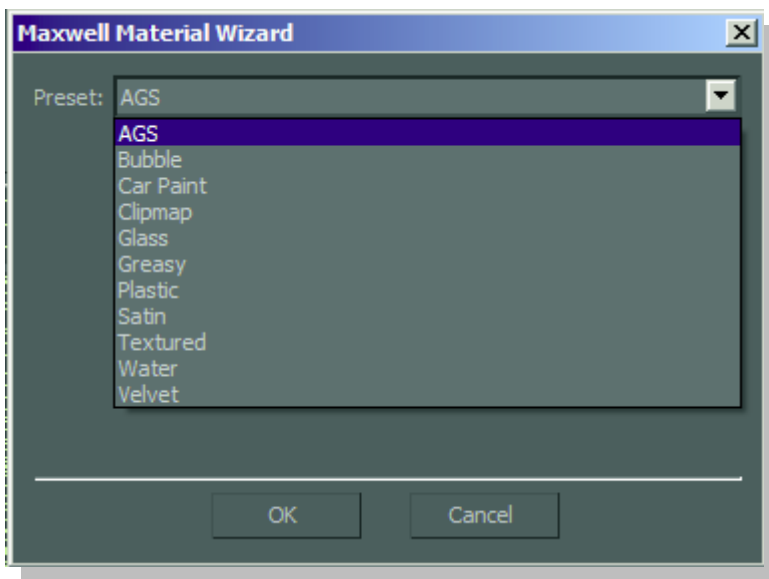 Maxwell Material Wizard
Preset: AGS
AGS
Bubble
Car Paint
Clipmap
Glass
Greasy
Plastic
Satin
Textured
Water
Velvet
OK Cancel